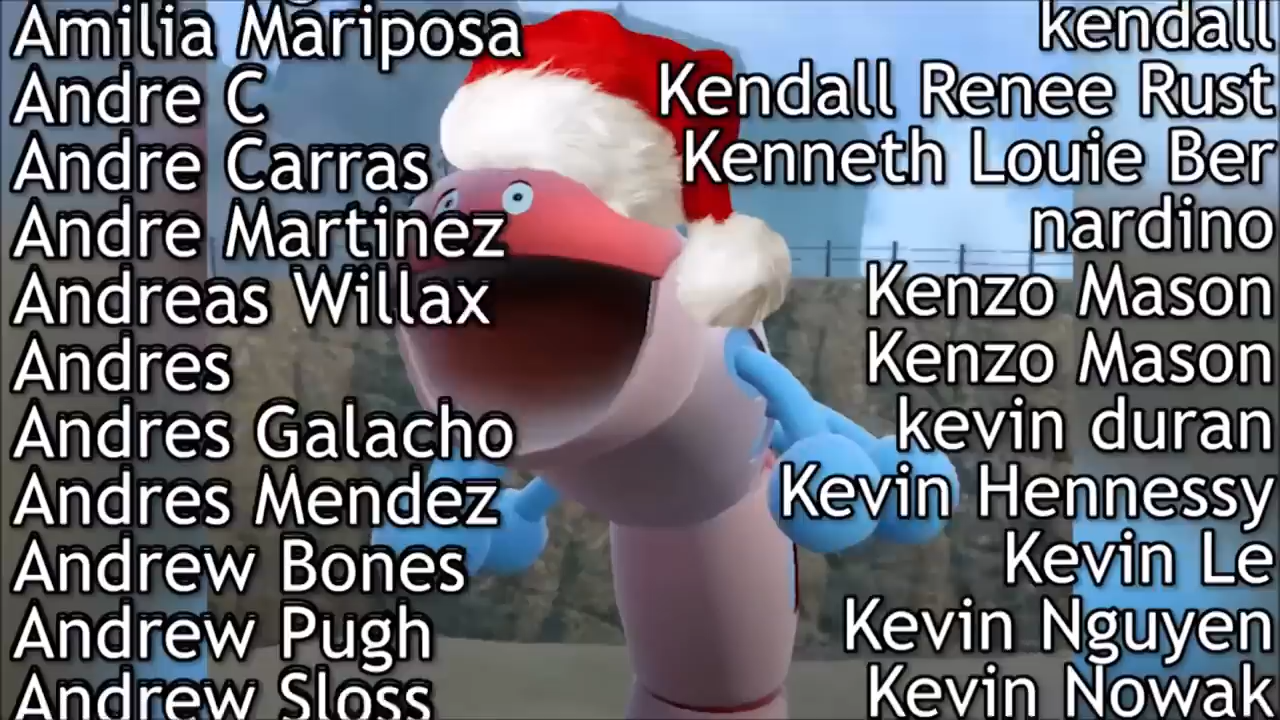 Amilia Mariposa
Andre C
Andre Carras
Andre Martinez
Andreas Willax
Andres
Andres Galacho
Andres Mendez
Andrew Bones
Andrew Pugh
Andrew Sloss
kendall
Kendall Renee Rust
Kenneth Louie Ber
nardino
Kenzo Mason
Kenzo Mason
kevin duran
Kevin Hennessy
Kevin Le
Kevin Nguyen
Kevin Nowak